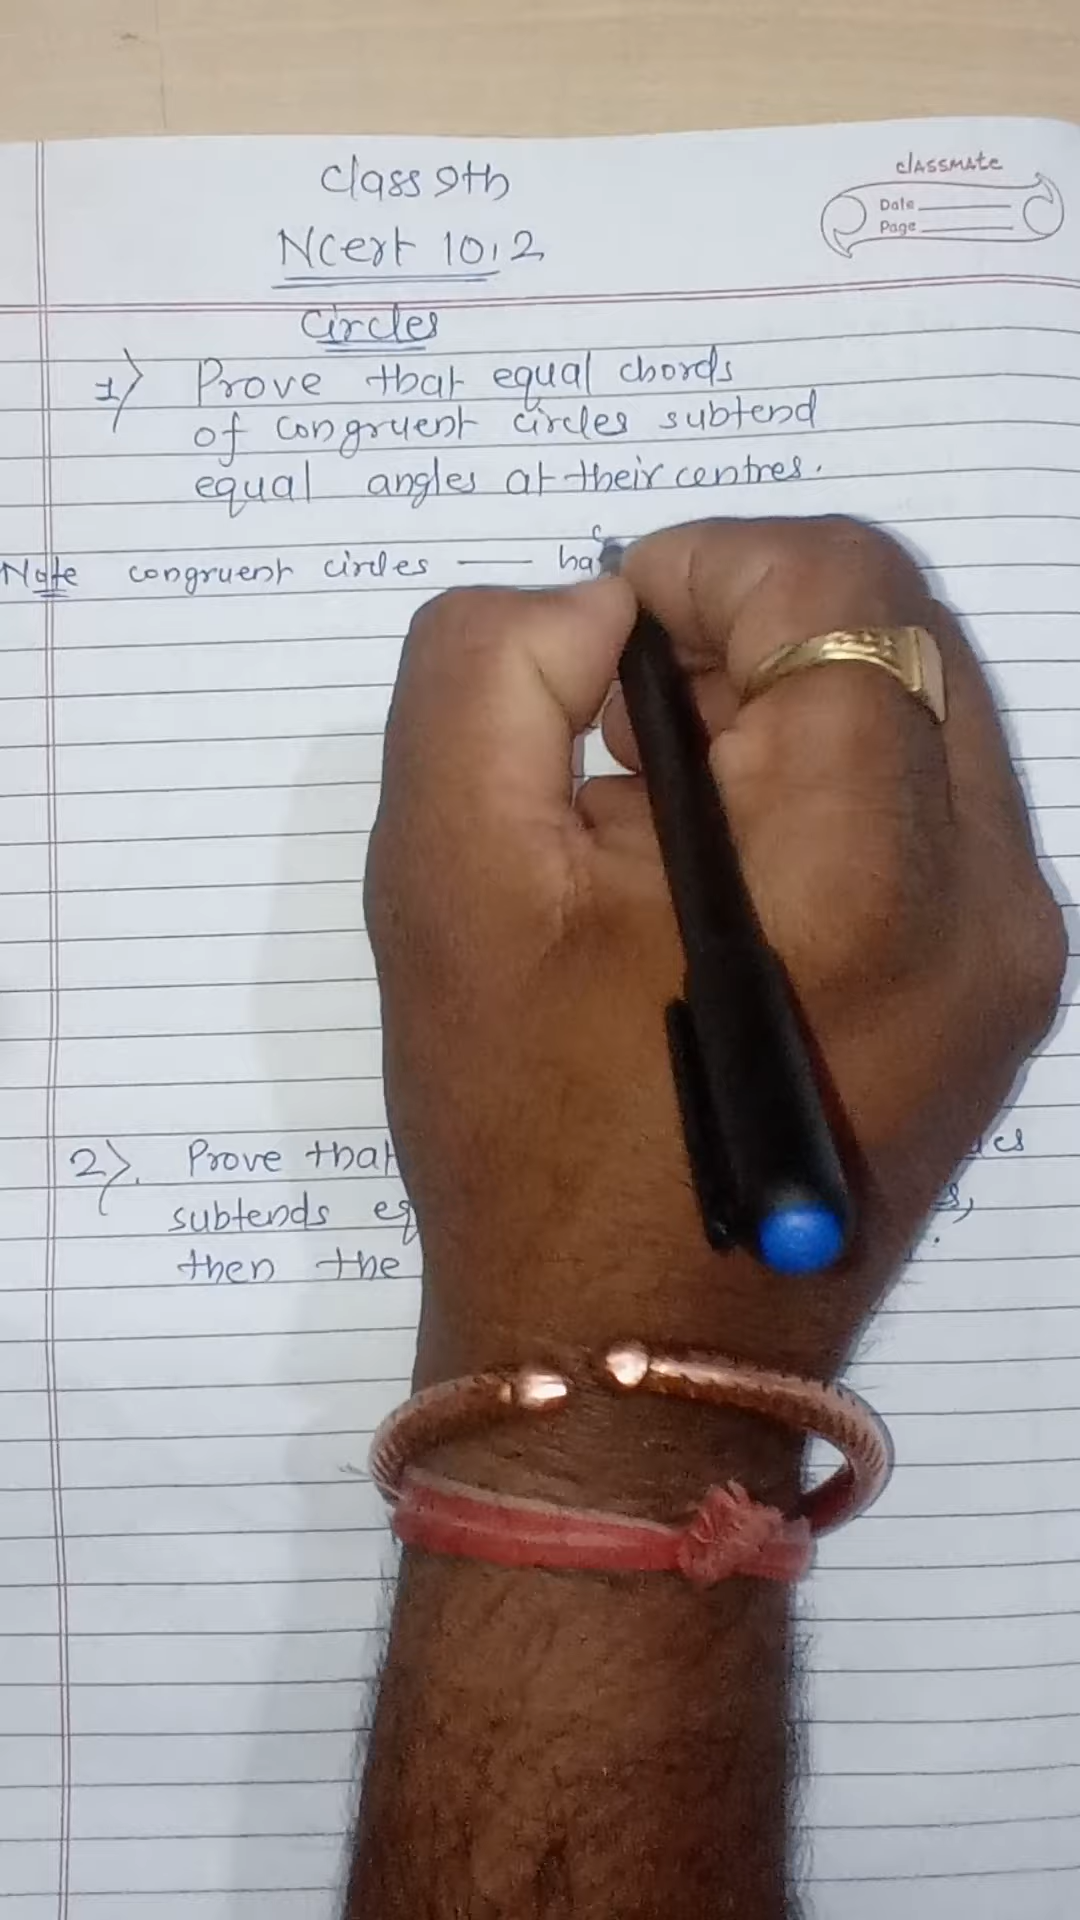 Class 9th
classmate
Date
Page
Ncert 10.2
Circles
1) Prove that equal chords
of congruent circles subtend
equal angles at their centres.
Note congruent circles — ha
2). Prove that
subtends eq
then the